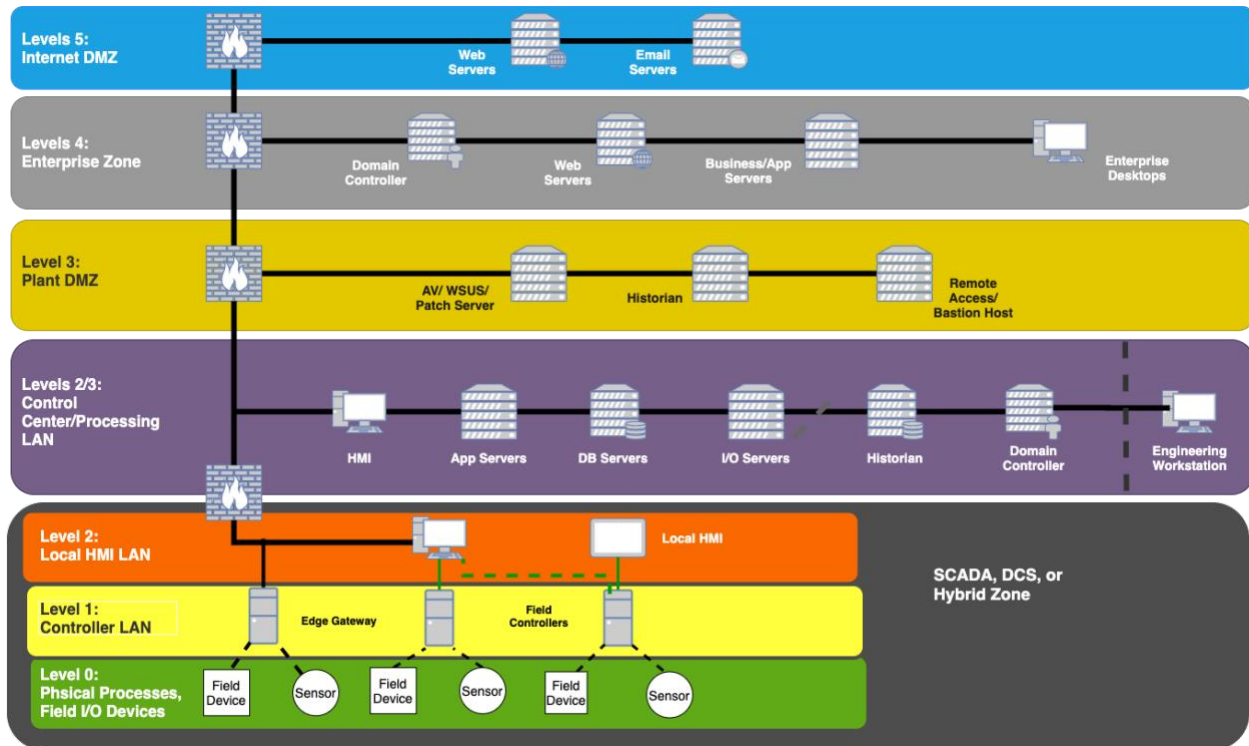 Levels 5:
Internet DMZ
Web
Servers
Email
Servers
Levels 4:
Enterprise Zone
Domain
Controller
Web
Servers
Business/App
Servers
Enterprise
Desktops
Level 3:
Plant DMZ
AV/ WSUS/
Patch Server
Historian
Remote
Access/
Bastion Host
Levels 2/3:
Control
Center/Processing
LAN
HMI
App Servers
DB Servers
I/O Servers
Historian
Domain
Controller
Engineering
Workstation
Level 2:
Local HMI LAN
Local HMI
SCADA, DCS, or
Hybrid Zone
Level 1:
Controller LAN
Edge Gateway
Field
Controllers
Level 0:
Phsical Processes,
Field I/O Devices
Field
Device
Sensor
Field
Device
Sensor
Field
Device
Sensor